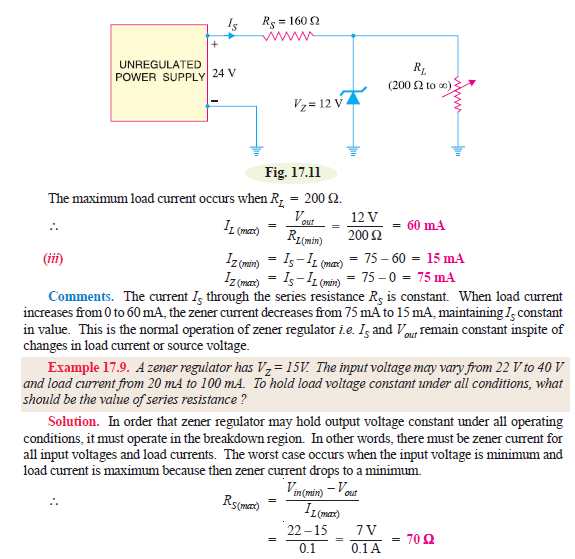 I_S R_S = 160 Ω
+
UNREGULATED
POWER SUPPLY 24 V
R_L
(200 Ω to ∞)
–
V_Z = 12 V
Fig. 17.11
The maximum load current occurs when R_L = 200 Ω.
∴ I_L (max) = V_out / R_L(min) = 12 V / 200 Ω = 60 mA
(iii) I_Z (min) = I_S – I_L (max) = 75 – 60 = 15 mA
I_Z (max) = I_S – I_L (min) = 75 – 0 = 75 mA
Comments. The current I_S through the series resistance R_S is constant. When load current
increases from 0 to 60 mA, the zener current decreases from 75 mA to 15 mA, maintaining I_S constant
in value. This is the normal operation of zener regulator i.e. I_S and V_out remain constant inspite of
changes in load current or source voltage.
Example 17.9. A zener regulator has V_Z = 15V. The input voltage may vary from 22 V to 40 V
and load current from 20 mA to 100 mA. To hold load voltage constant under all conditions, what
should be the value of series resistance ?
Solution. In order that zener regulator may hold output voltage constant under all operating
conditions, it must operate in the breakdown region. In other words, there must be zener current for
all input voltages and load currents. The worst case occurs when the input voltage is minimum and
load current is maximum because then zener current drops to a minimum.
∴ R_S(max) = V_in (min) – V_out / I_L(max)
= 22 – 15 / 0.1 = 7 V / 0.1 A = 70 Ω